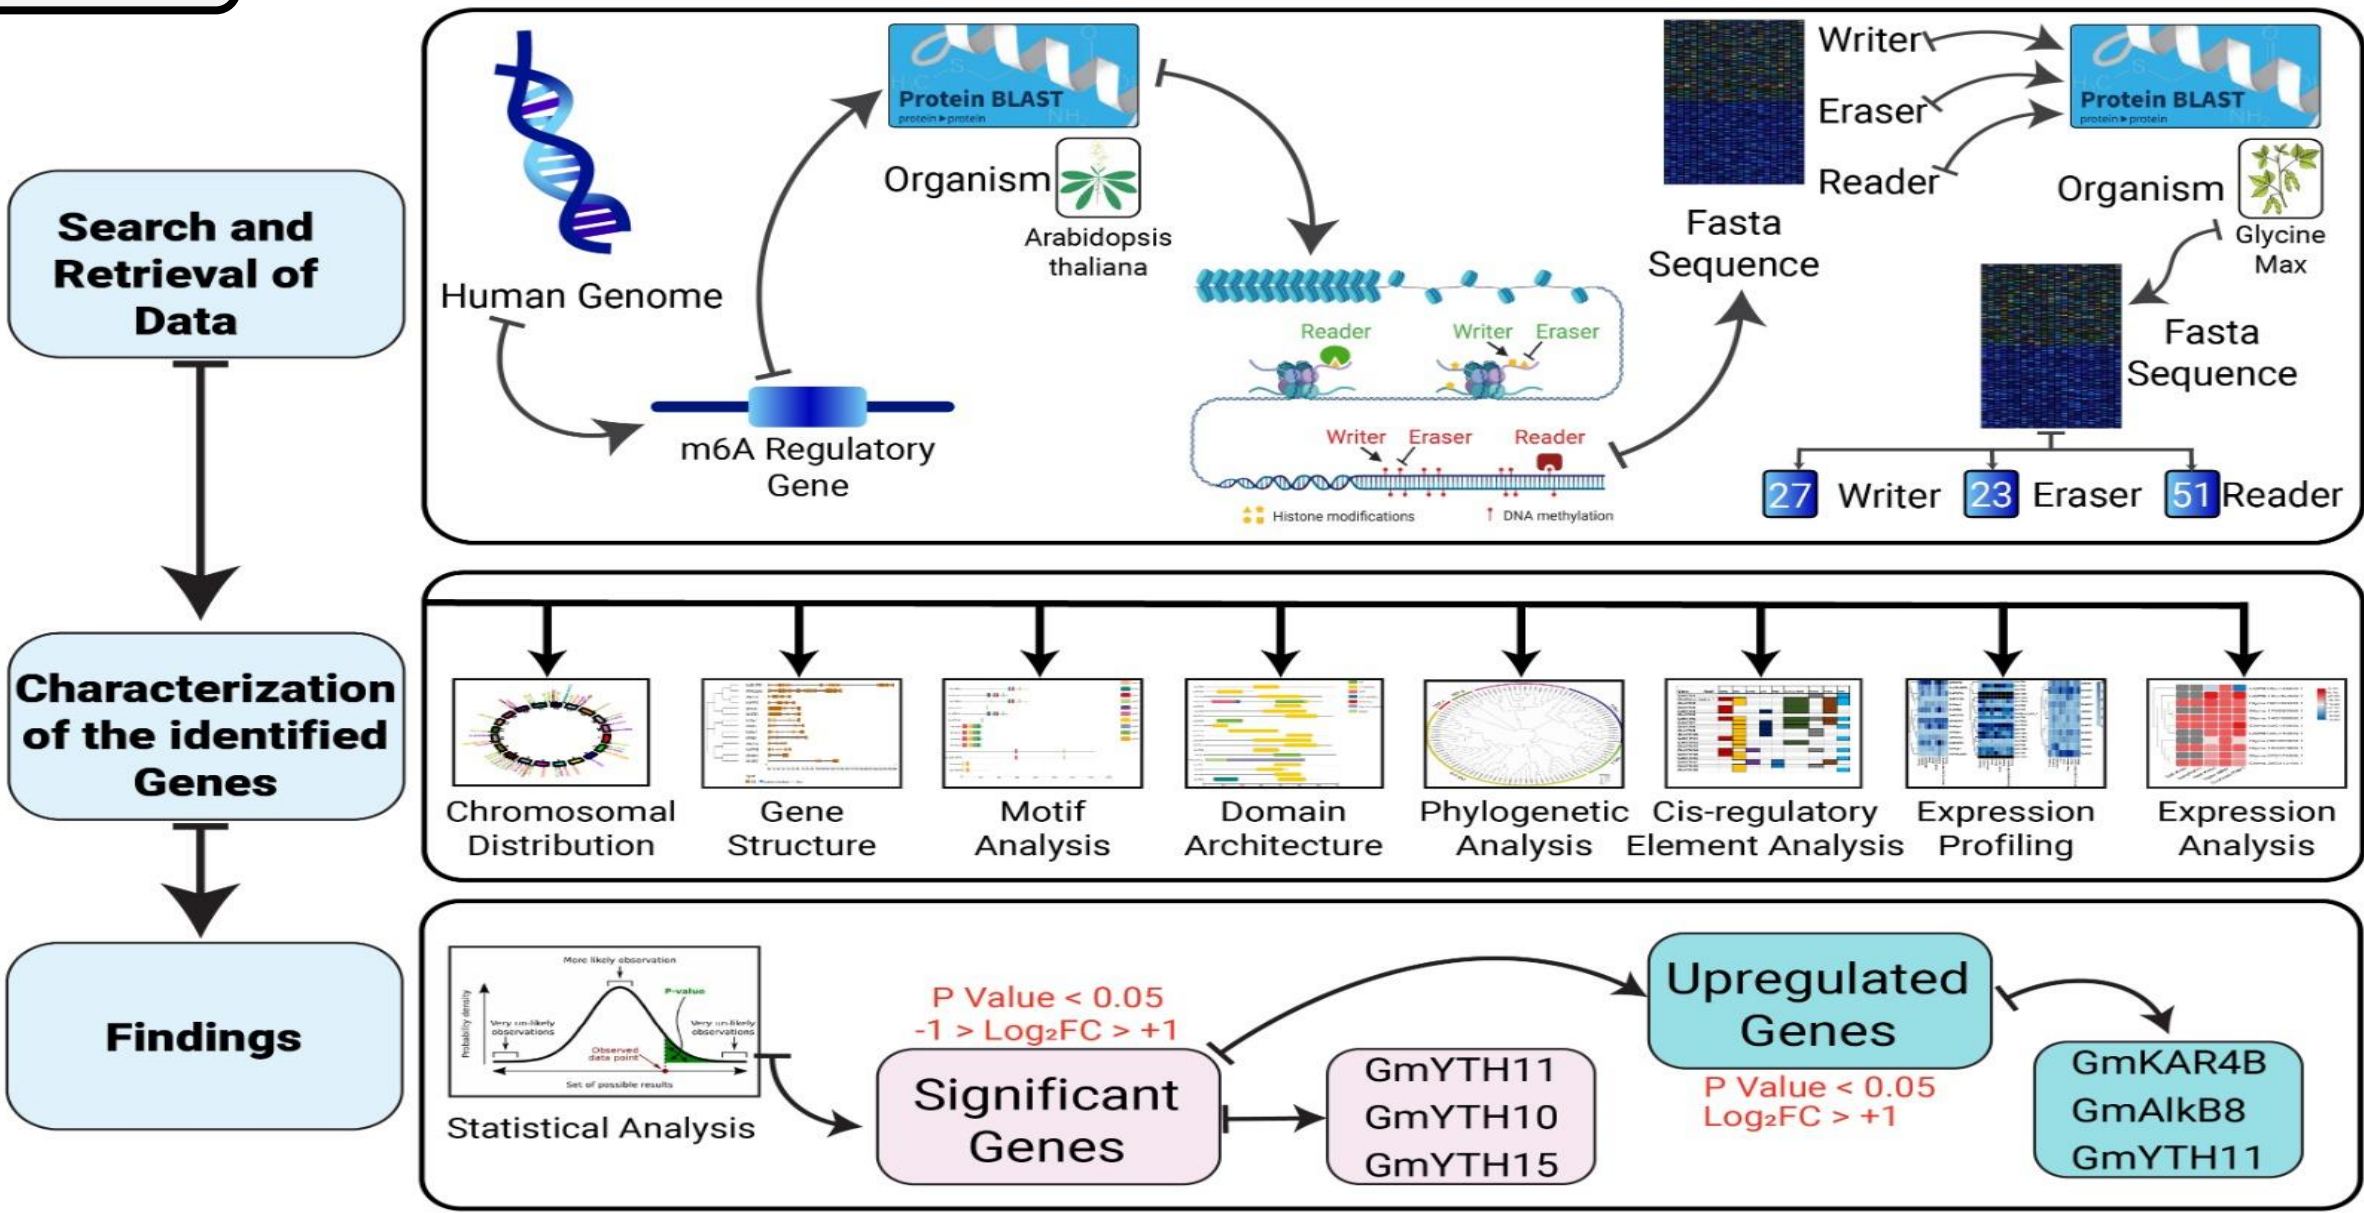 Search and
Retrieval of
Data
Human Genome
m6A Regulatory
Gene
Protein BLAST
protein ▸ protein
Organism
Arabidopsis
thaliana
Reader
Writer Eraser
Writer Eraser Reader
Histone modifications
DNA methylation
Fasta
Sequence
Writer
Eraser
Reader
Protein BLAST
protein ▸ protein
Organism
Glycine
Max
Fasta
Sequence
27 Writer 23 Eraser 51 Reader
Characterization
of the identified
Genes
Chromosomal
Distribution
Gene
Structure
Motif
Analysis
Domain
Architecture
Phylogenetic
Analysis
Cis-regulatory
Element Analysis
Expression
Profiling
Expression
Analysis
Findings
More likely observation
P-value
Very un-likely
observations
Very un-likely
observations
Probability density
Observed
data point
Set of possible results
Statistical Analysis
P Value < 0.05
-1 > Log₂FC > +1
Significant
Genes
GmYTH11
GmYTH10
GmYTH15
Upregulated
Genes
P Value < 0.05
Log₂FC > +1
GmKAR4B
GmAlkB8
GmYTH11